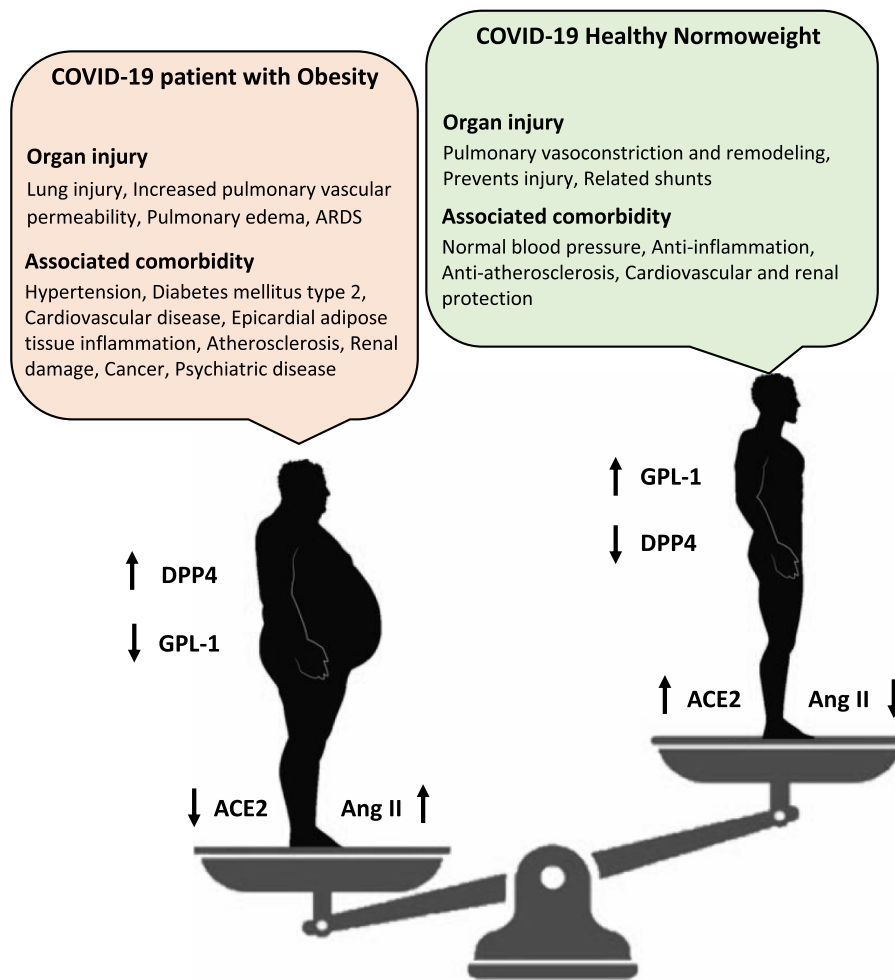 COVID-19 patient with Obesity
Organ injury
Lung injury, Increased pulmonary vascular
permeability, Pulmonary edema, ARDS
Associated comorbidity
Hypertension, Diabetes mellitus type 2,
Cardiovascular disease, Epicardial adipose
tissue inflammation, Atherosclerosis, Renal
damage, Cancer, Psychiatric disease
COVID-19 Healthy Normoweight
Organ injury
Pulmonary vasoconstriction and remodeling,
Prevents injury, Related shunts
Associated comorbidity
Normal blood pressure, Anti-inflammation,
Anti-atherosclerosis, Cardiovascular and renal
protection
↑ DPP4
↓ GPL-1
↓ ACE2 Ang II ↑
↑ GPL-1
↓ DPP4
↑ ACE2 Ang II ↓